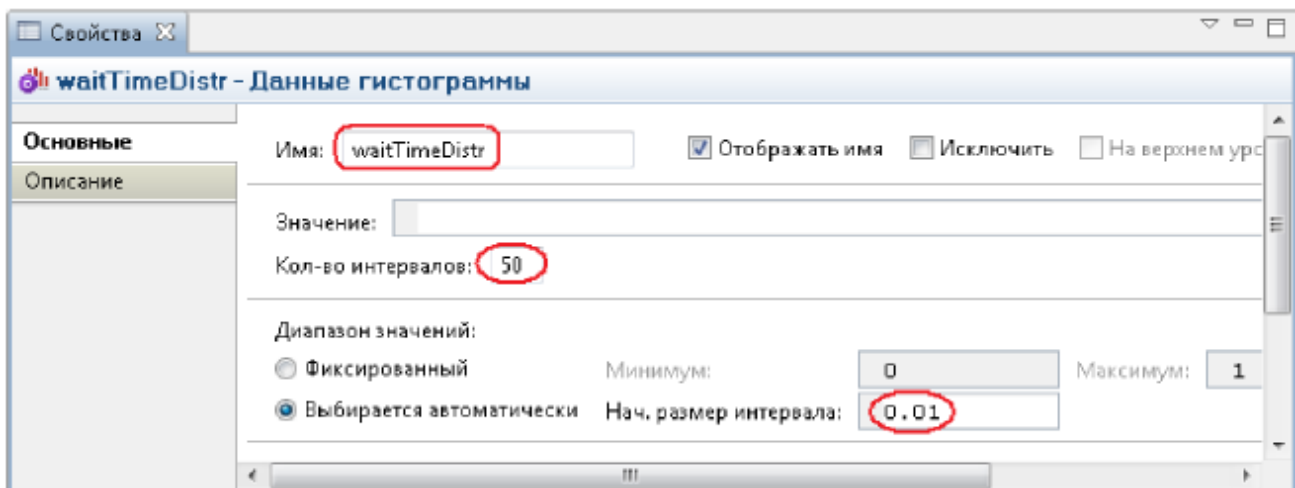 Свойства
waitTimeDistr - Данные гистограммы
Основные
Описание
Имя: waitTimeDistr Отображать имя Исключить На верхнем
Значение:
Кол-во интервалов: 50
Диапазон значений:
Фиксированный Минимум: 0 Максимум: 1
Выбирается автоматически Нач. размер интервала: 0.01